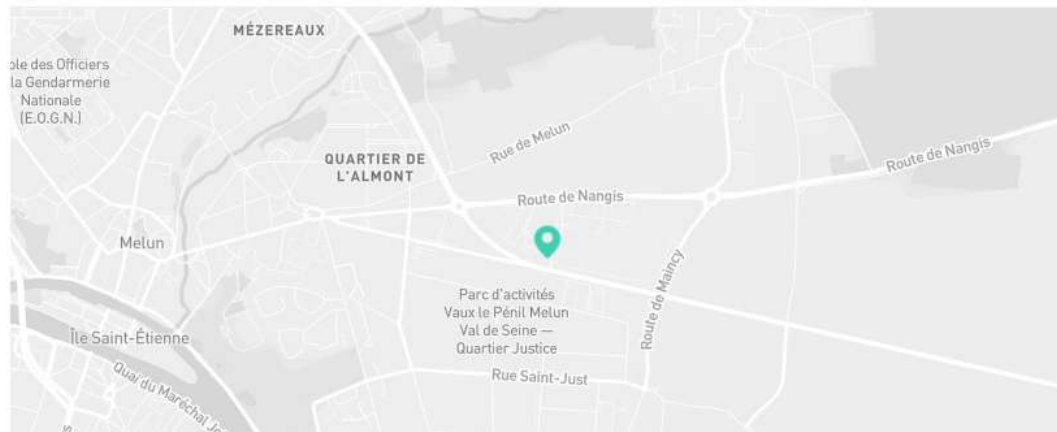 MÉZEREAUX
ole des Officiers
la Gendarmerie
Nationale
(E.O.G.N.)
Rue de Melun
QUARTIER DE
L'ALMONT
Route de Nangis
Route de Nangis
Melun
Parc d'activités
Vaux le Pénil Melun
Val de Seine —
Quartier Justice
Route de Maincy
Île Saint-Étienne
Rue Saint-Just
Quai du Maréchal Jo